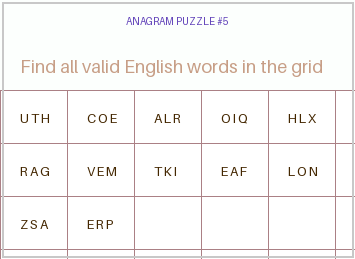 ANAGRAM PUZZLE #5
Find all valid English words in the grid
UTH COE ALR OIQ HLX
RAG VEM TKI EAF LON
ZSA ERP